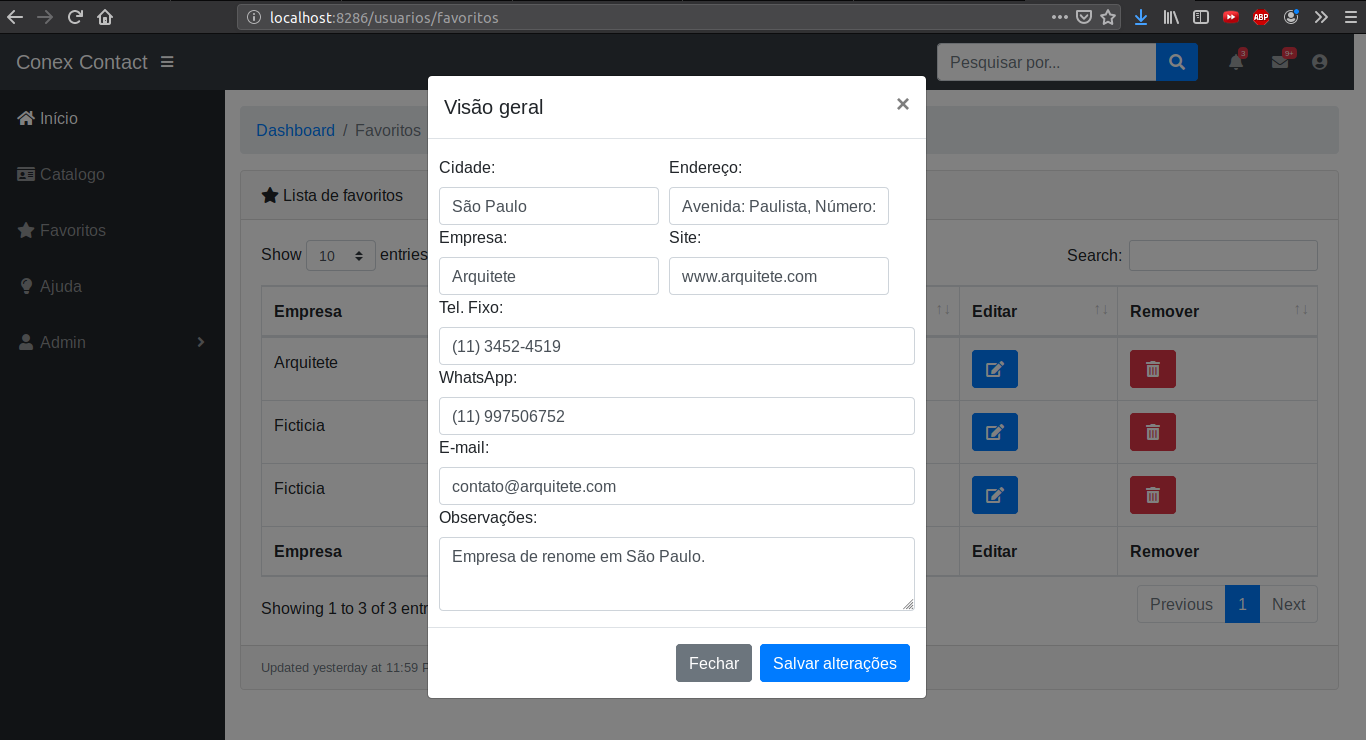 localhost:8286/usuarios/favoritos
ABP
Conex Contact
Pesquisar por...
3
9+
Início
Catalogo
Favoritos
Ajuda
Admin
Dashboard / Favoritos
Lista de favoritos
Show 10 entries
Search:
Empresa Editar Remover
Arquitete
Ficticia
Ficticia
Empresa Editar Remover
Showing 1 to 3 of 3
Previous 1 Next
Updated yesterday at 11:59
Visão geral
×
Cidade: Endereço:
São Paulo Avenida: Paulista, Número:
Empresa: Site:
Arquitete www.arquitete.com
Tel. Fixo:
(11) 3452-4519
WhatsApp:
(11) 997506752
E-mail:
contato@arquitete.com
Observações:
Empresa de renome em São Paulo.
Fechar Salvar alterações